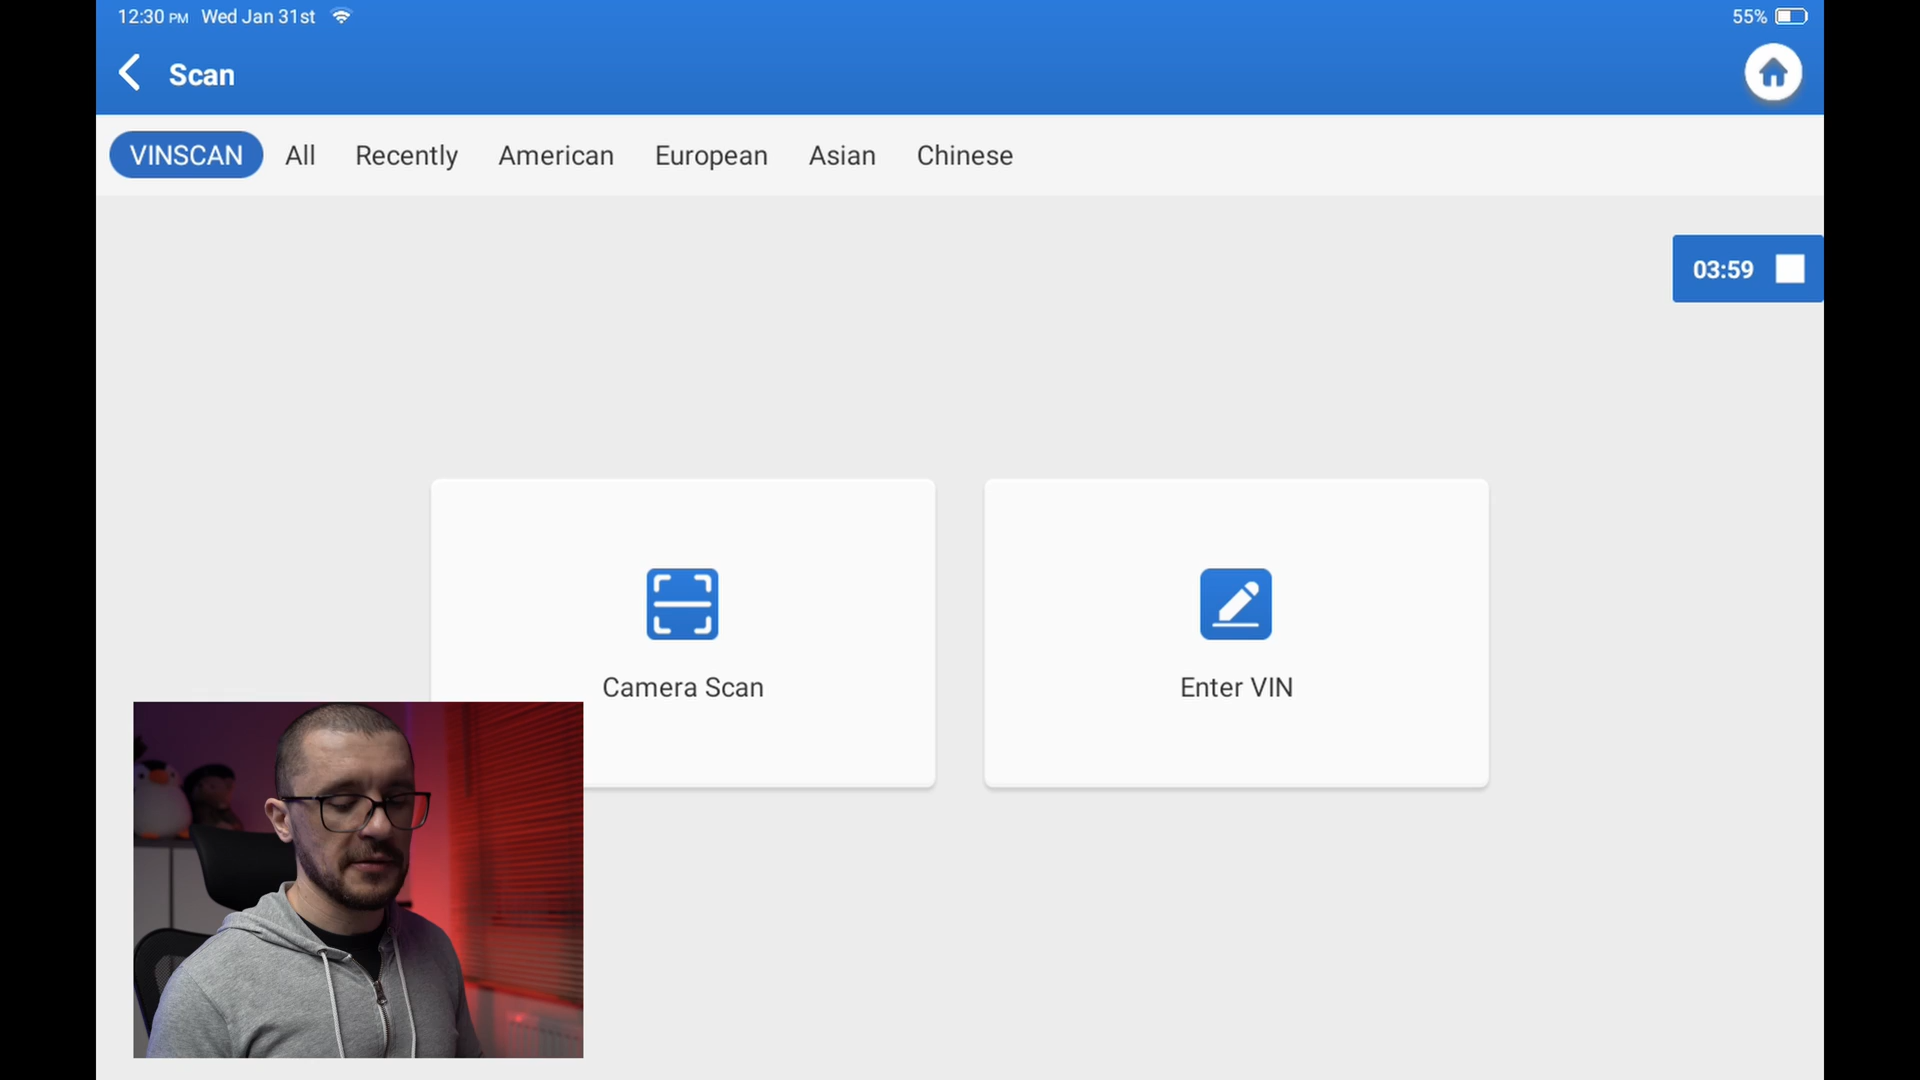 12:30 PM Wed Jan 31st
55%
Scan
VINSCAN All Recently American European Asian Chinese
03:59
Camera Scan
Enter VIN